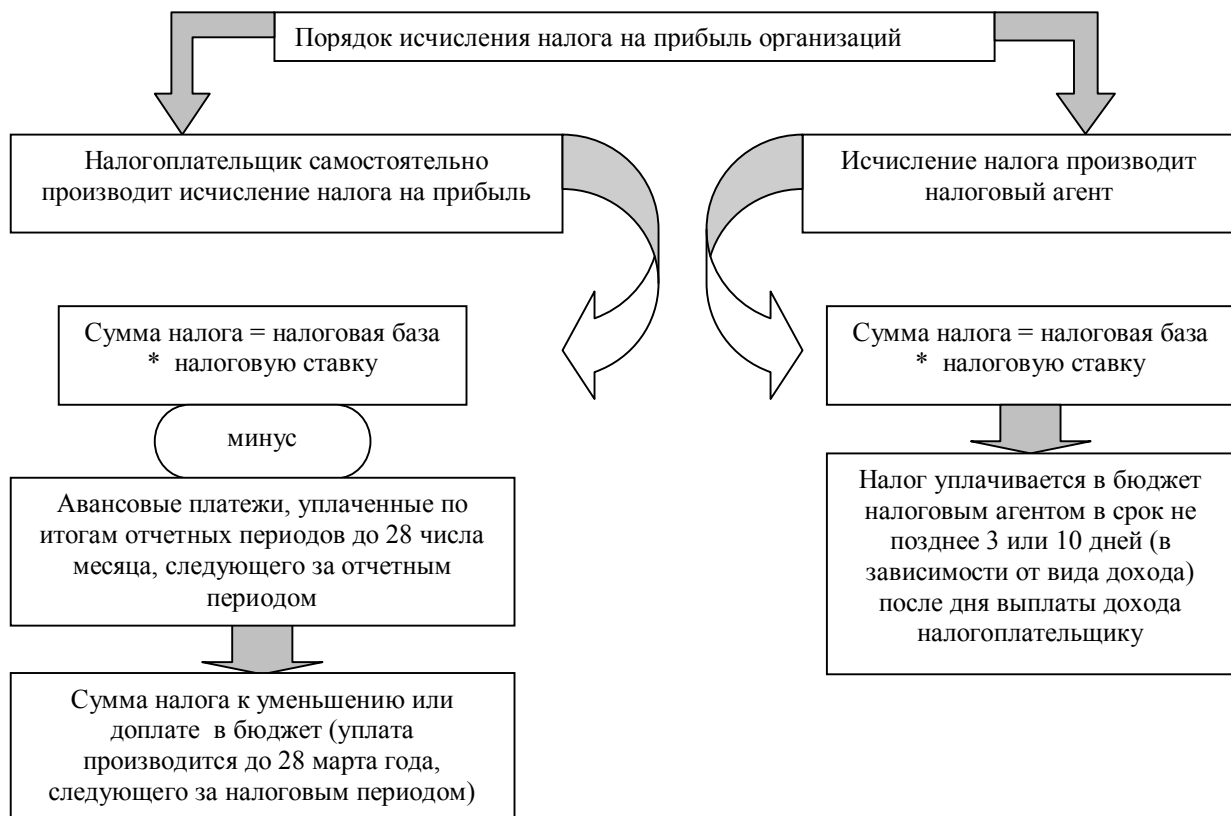 Порядок исчисления налога на прибыль организаций
Налогоплательщик самостоятельно
производит исчисление налога на прибыль
Исчисление налога производит
налоговый агент
Сумма налога = налоговая база
* налоговую ставку
минус
Авансовые платежи, уплаченные по
итогам отчетных периодов до 28 числа
месяца, следующего за отчетным
периодом
Сумма налога к уменьшению или
доплате в бюджет (уплата
производится до 28 марта года,
следующего за налоговым периодом)
Сумма налога = налоговая база
* налоговую ставку
Налог уплачивается в бюджет
налоговым агентом в срок не
позднее 3 или 10 дней (в
зависимости от вида дохода)
после дня выплаты дохода
налогоплательщику